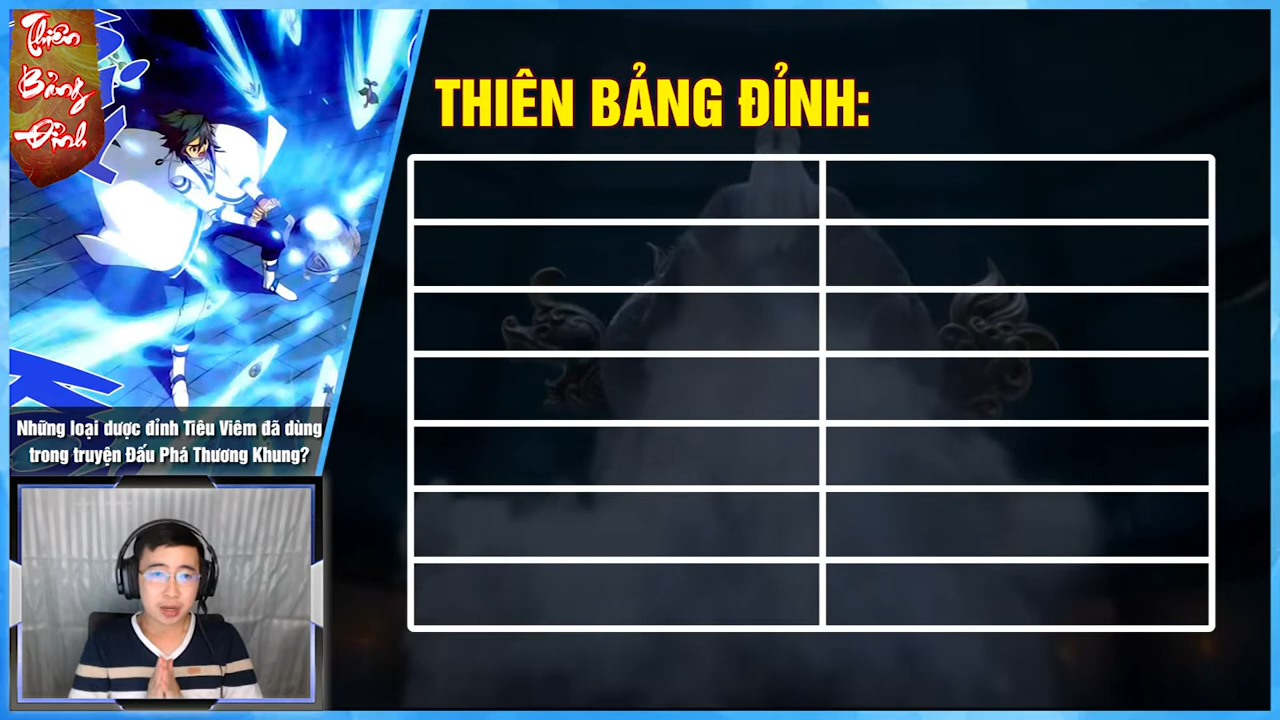 Thiên
Bảng
Đỉnh
THIÊN BẢNG ĐỈNH:
Những loại dược đỉnh Tiêu Viêm đã dùng
trong truyện Đấu Phá Thương Khung?